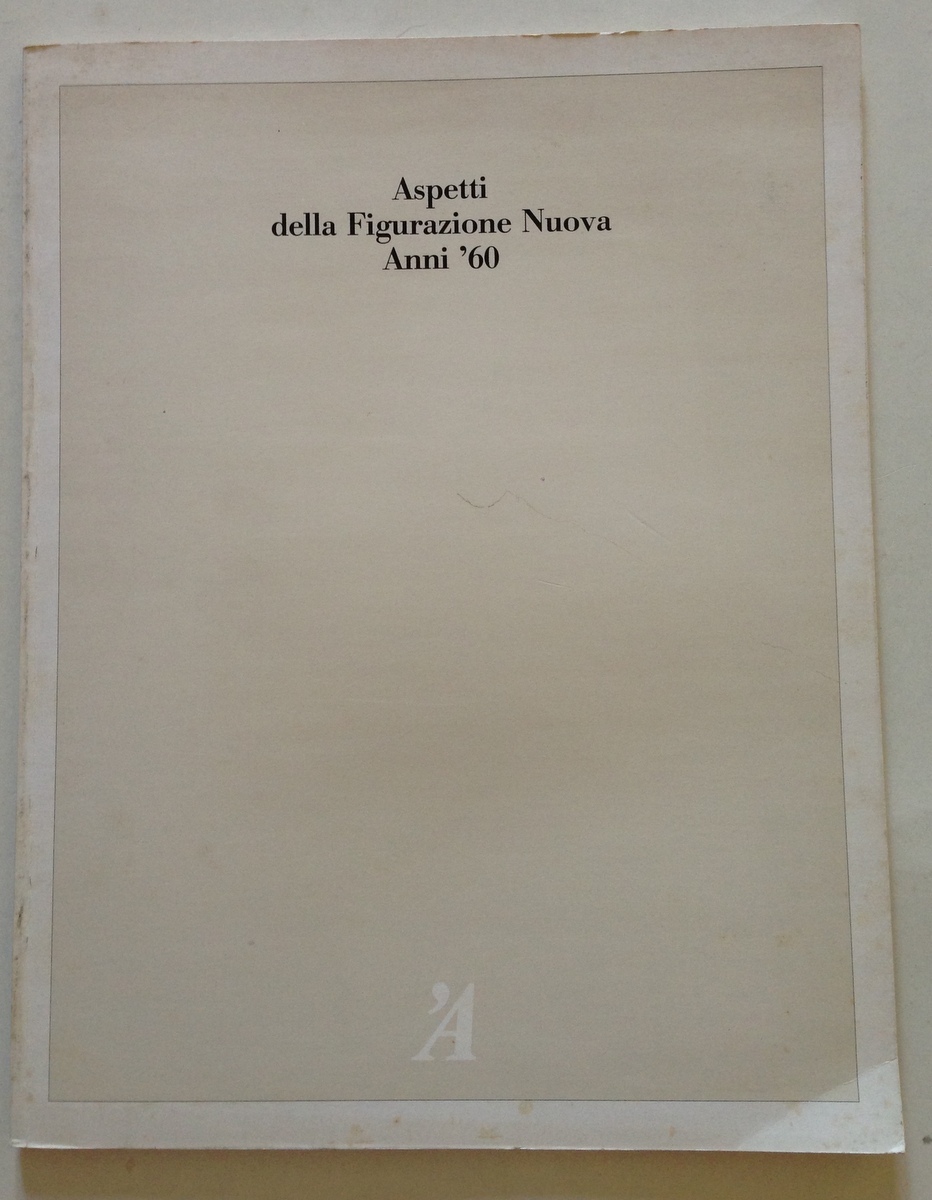 Aspetti
della Figurazione Nuova
Anni ’60
’A